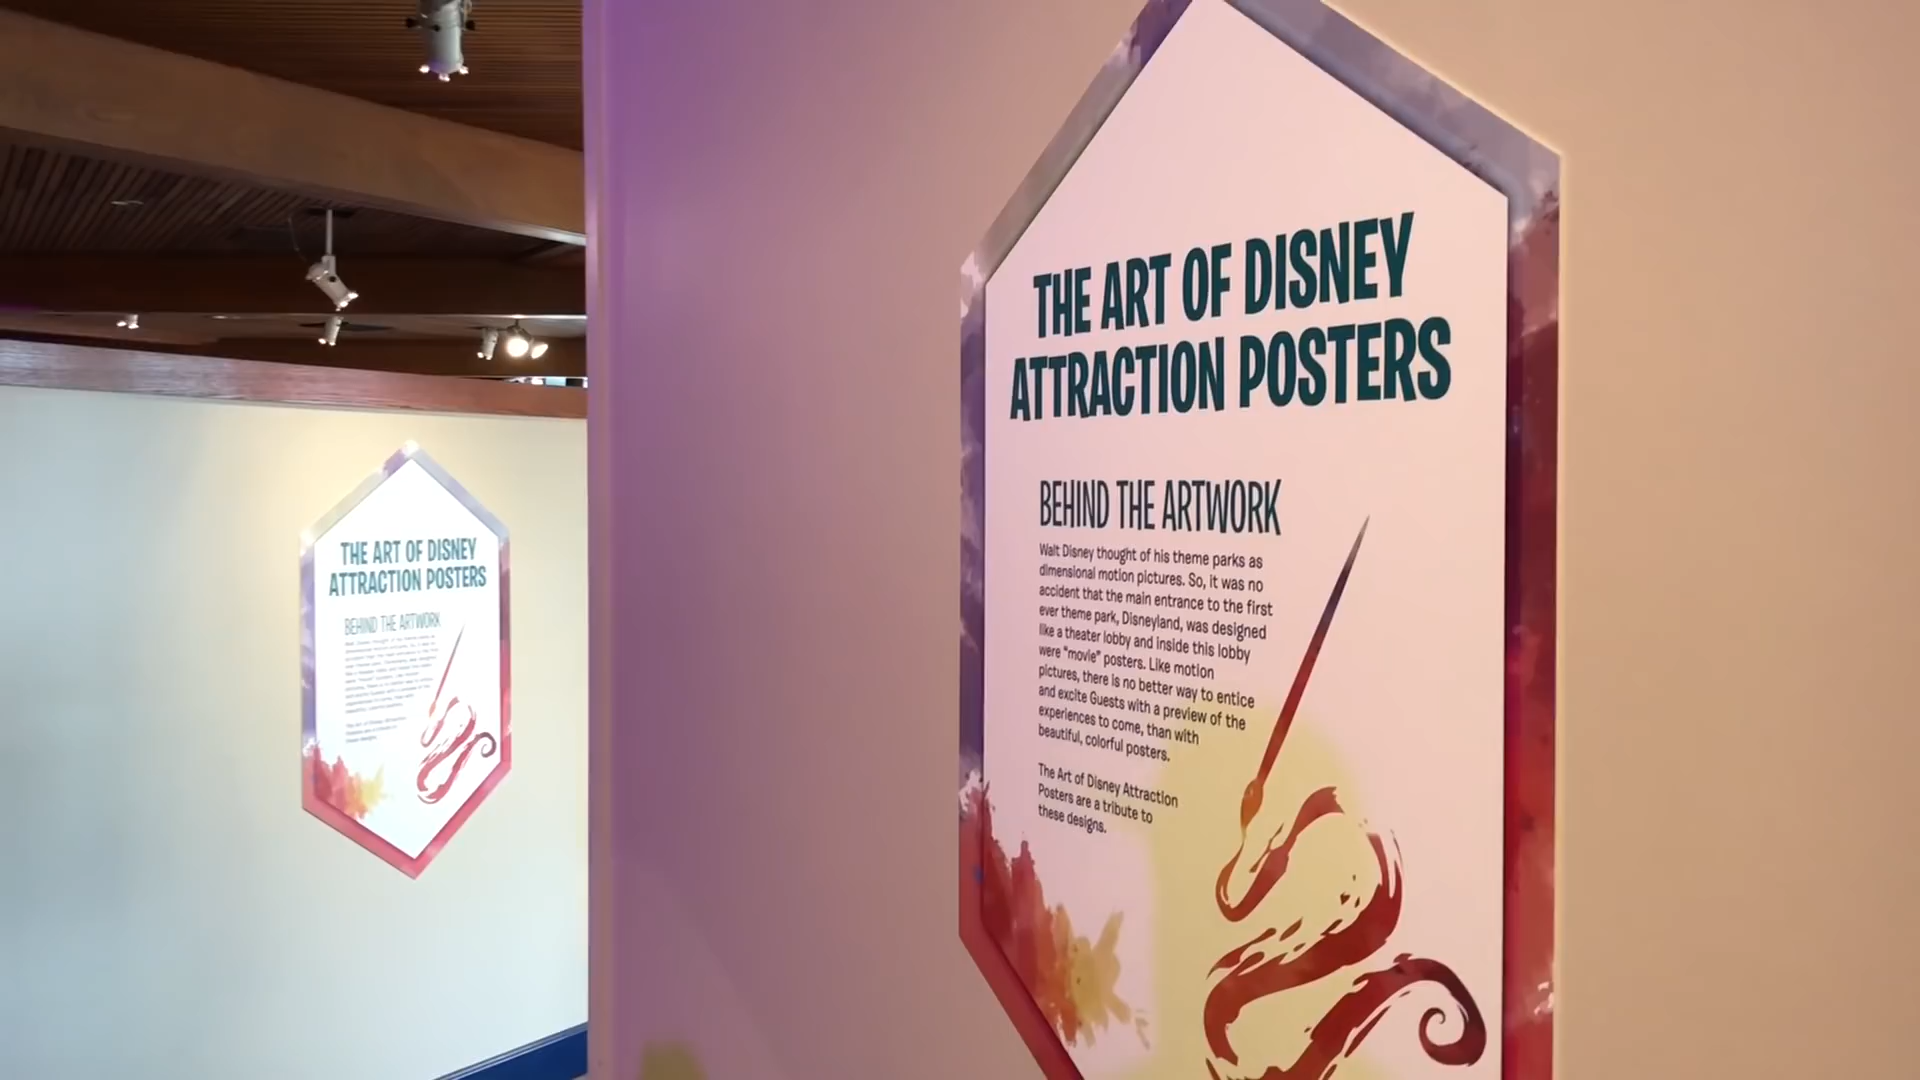 THE ART OF DISNEY
ATTRACTION POSTERS
BEHIND THE ARTWORK
Walt Disney thought of his theme parks as
dimensional motion pictures. So, it was no
accident that the main entrance to the first
ever theme park, Disneyland, was designed
like a theater lobby and inside this lobby
were "movie" posters. Like motion
pictures, there is no better way to entice
and excite Guests with a preview of the
experiences to come, than with
beautiful, colorful posters.
The Art of Disney Attraction
Posters are a tribute to
these designs.
THE ART OF DISNEY
ATTRACTION POSTERS
BEHIND THE ARTWORK